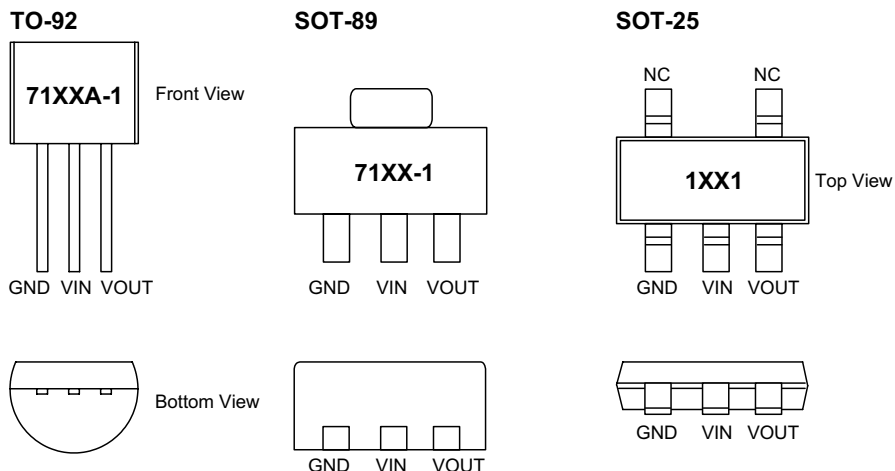 TO-92
SOT-89
SOT-25
NC NC
71XXA-1 Front View
71XX-1
1XX1 Top View
GND VIN VOUT
GND VIN VOUT
GND VIN VOUT
Bottom View
GND VIN VOUT
GND VIN VOUT